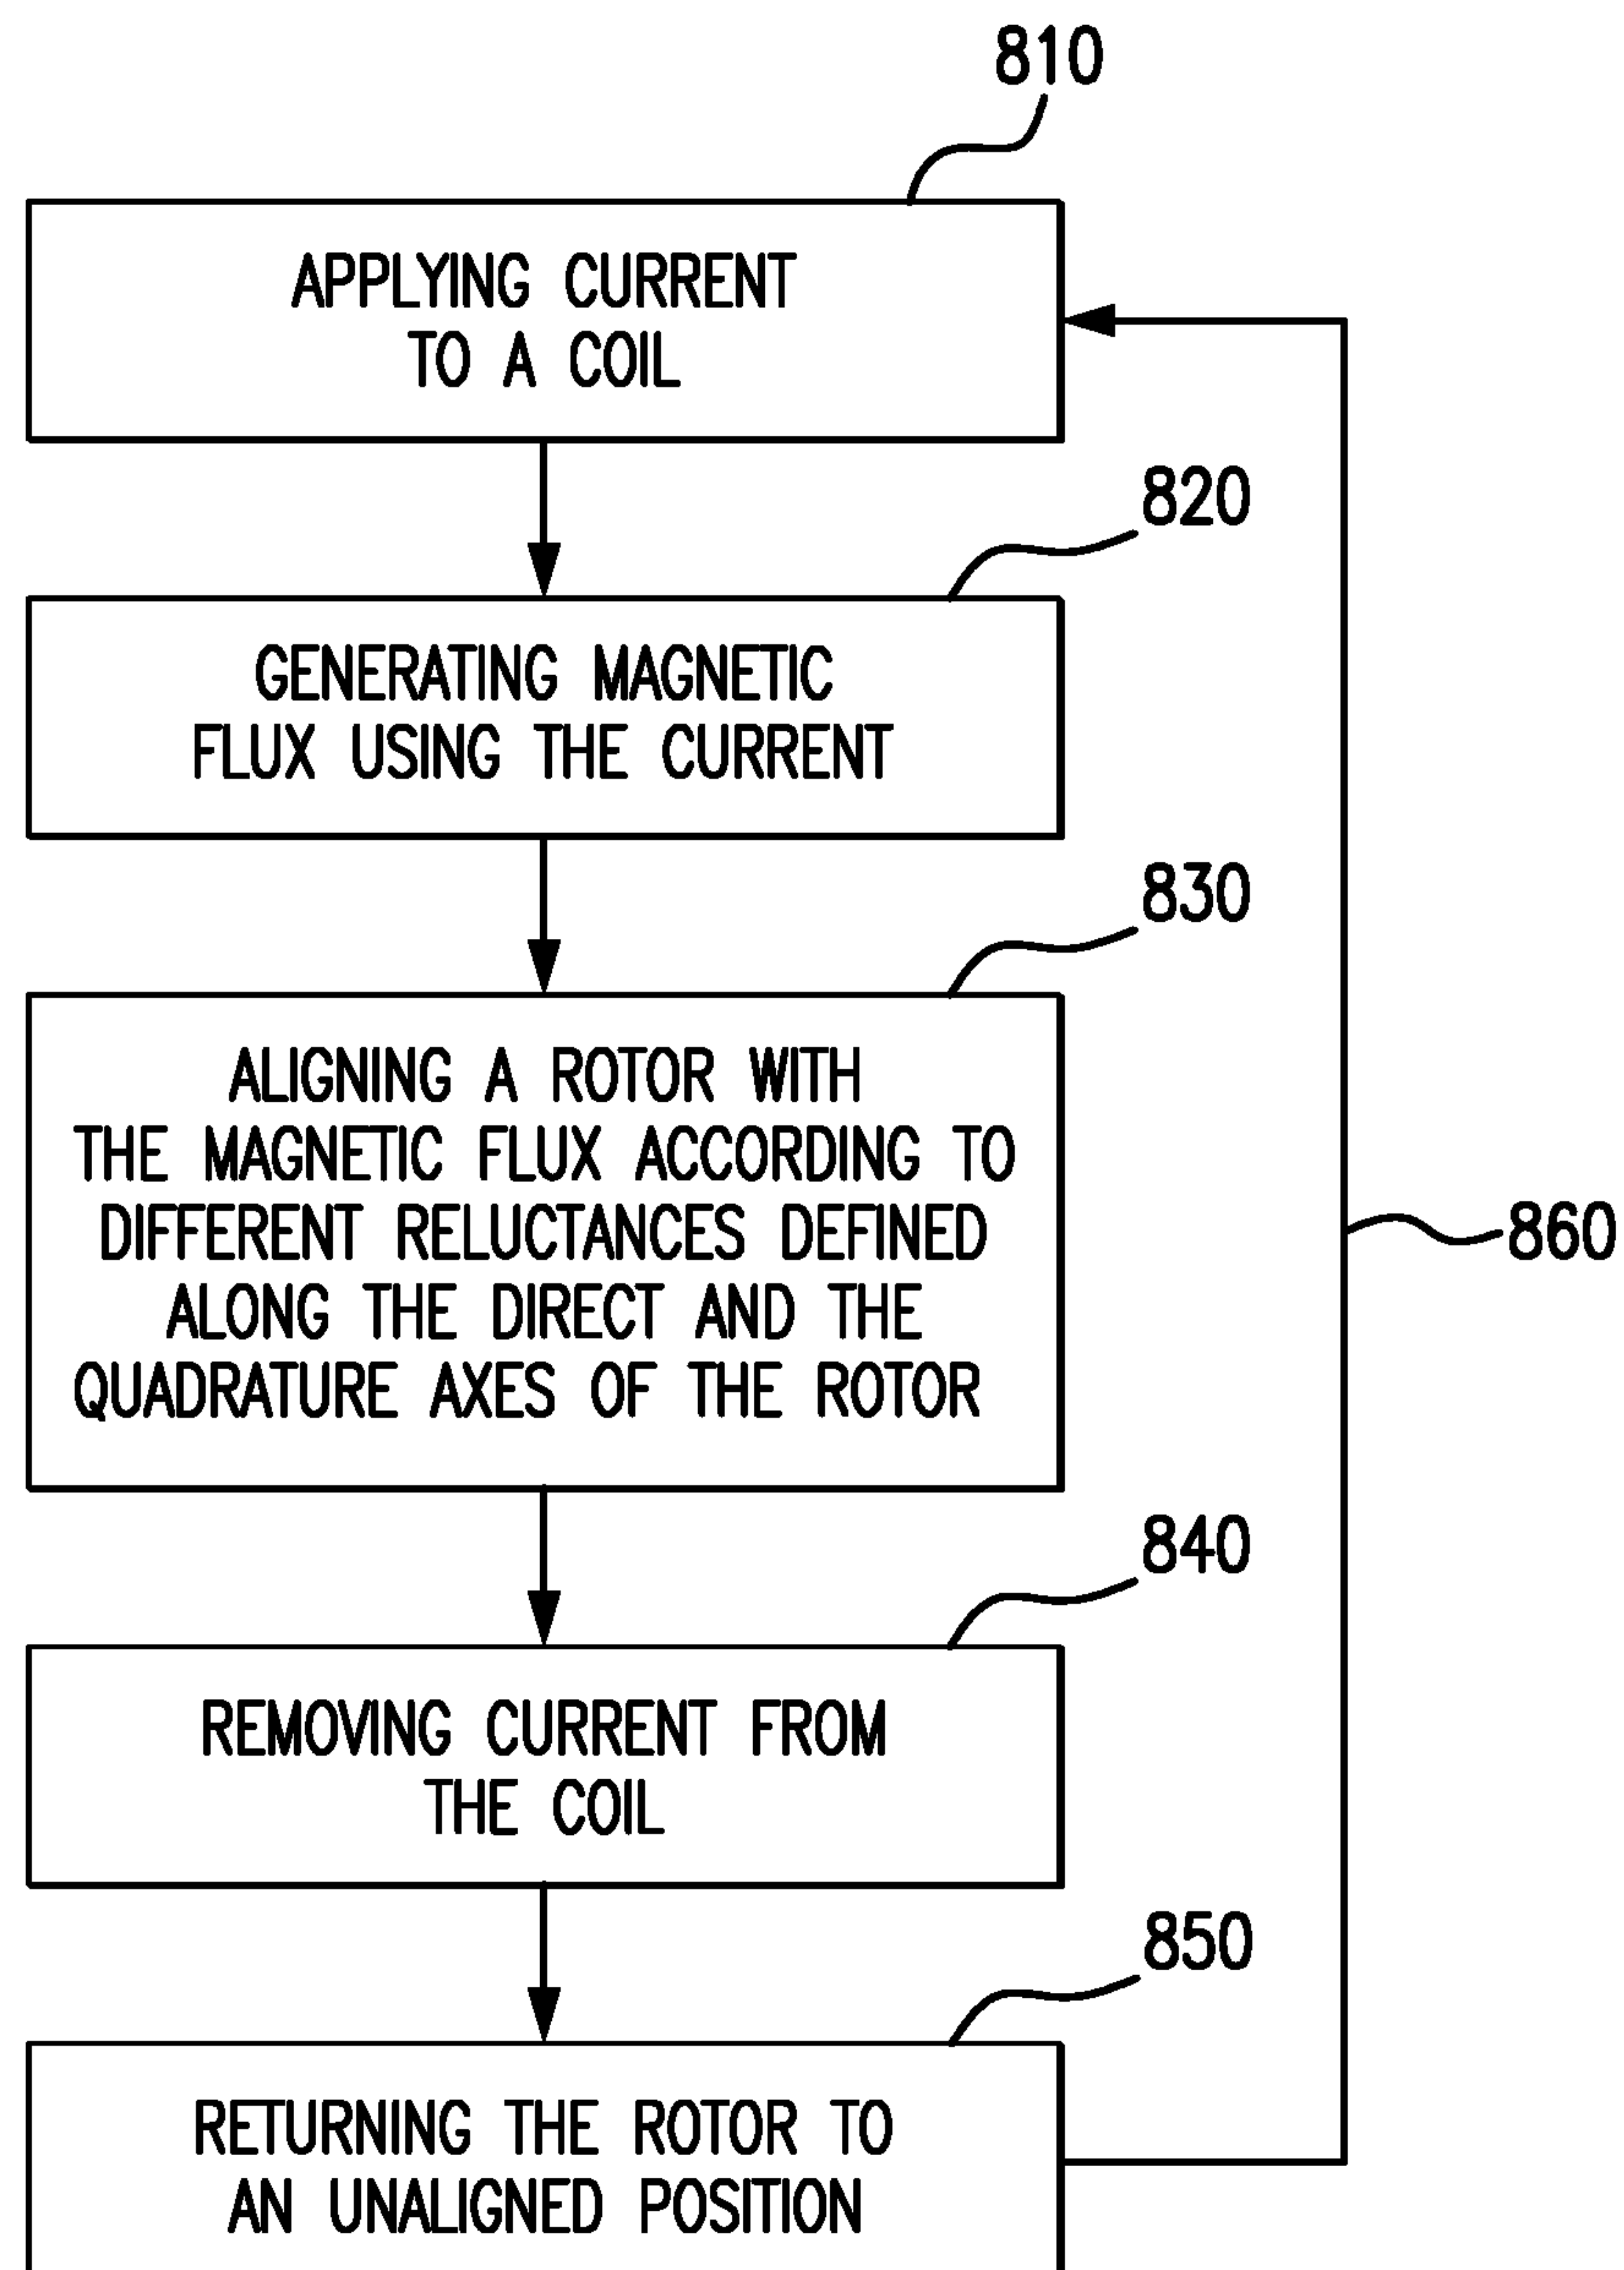 810
APPLYING CURRENT
TO A COIL
820
GENERATING MAGNETIC
FLUX USING THE CURRENT
830
ALIGNING A ROTOR WITH
THE MAGNETIC FLUX ACCORDING TO
DIFFERENT RELUCTANCES DEFINED
ALONG THE DIRECT AND THE
QUADRATURE AXES OF THE ROTOR
860
840
REMOVING CURRENT FROM
THE COIL
850
RETURNING THE ROTOR TO
AN UNALIGNED POSITION